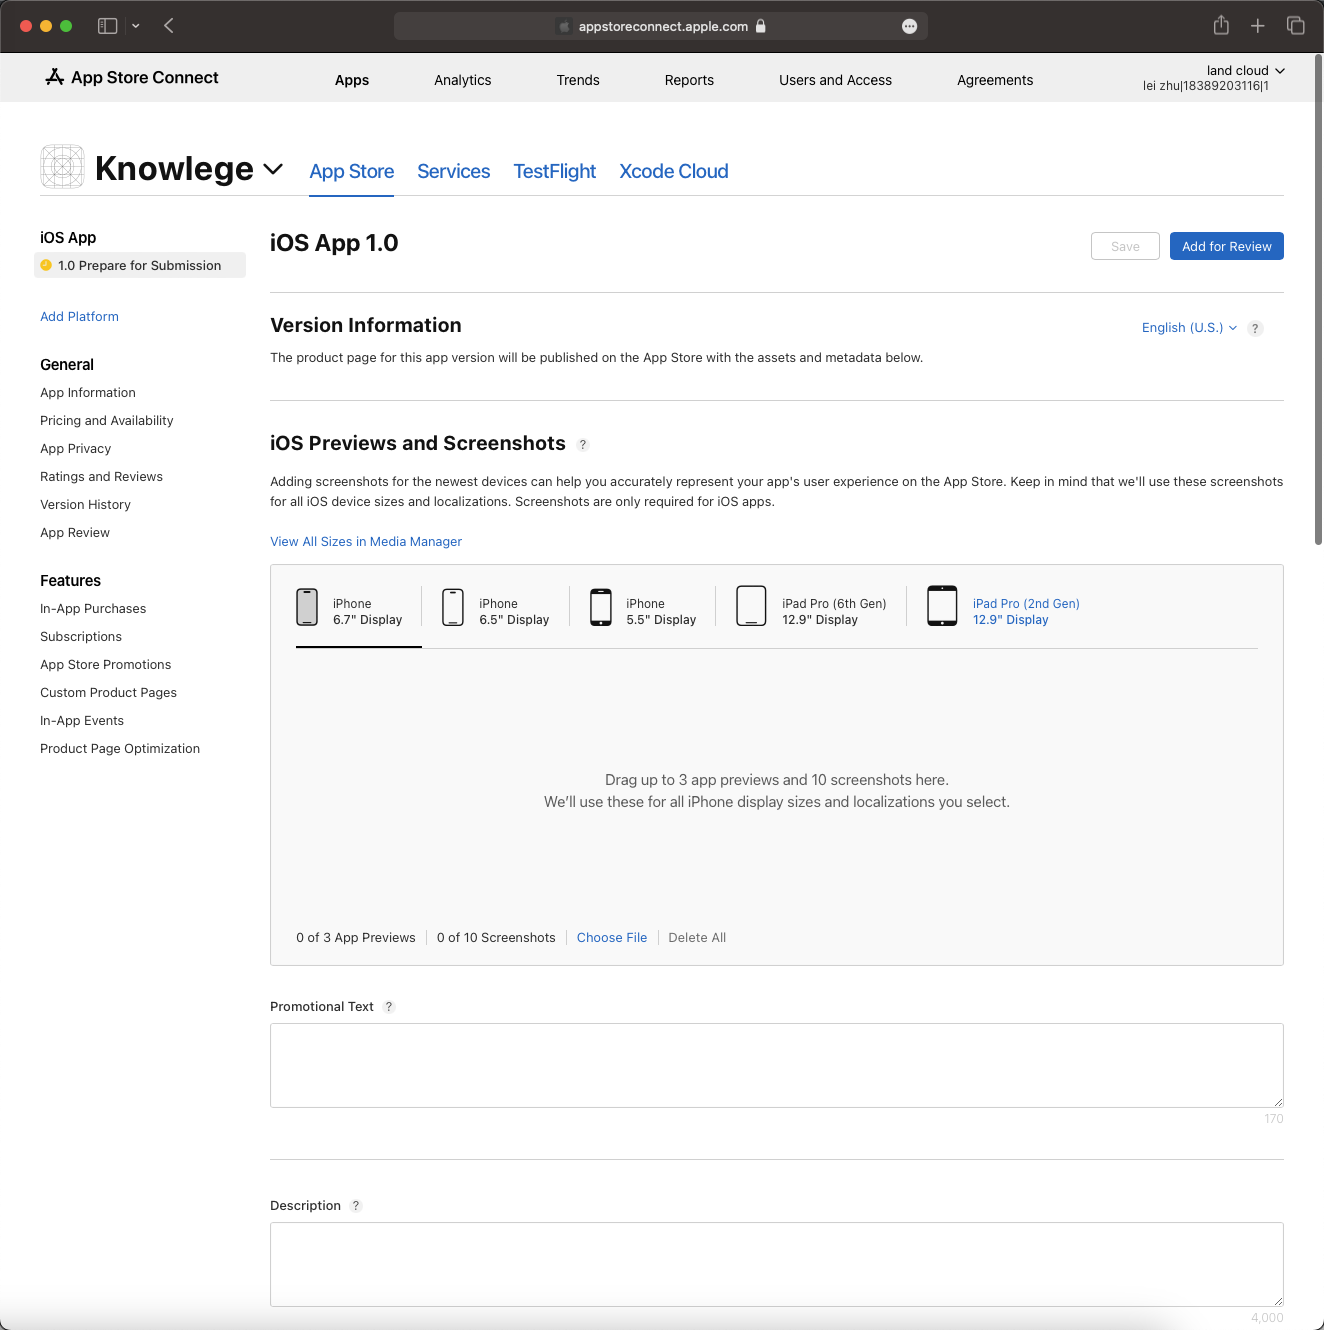 appstoreconnect.apple.com
App Store Connect
Apps
Analytics
Trends
Reports
Users and Access
Agreements
land cloud
lei zhu|18389203116|1
Knowlege
App Store
Services
TestFlight
Xcode Cloud
iOS App
1.0 Prepare for Submission
Add Platform
General
App Information
Pricing and Availability
App Privacy
Ratings and Reviews
Version History
App Review
Features
In-App Purchases
Subscriptions
App Store Promotions
Custom Product Pages
In-App Events
Product Page Optimization
iOS App 1.0
Save
Add for Review
Version Information
English (U.S.)
?
The product page for this app version will be published on the App Store with the assets and metadata below.
iOS Previews and Screenshots ?
Adding screenshots for the newest devices can help you accurately represent your app's user experience on the App Store. Keep in mind that we'll use these screenshots
for all iOS device sizes and localizations. Screenshots are only required for iOS apps.
View All Sizes in Media Manager
iPhone
6.7" Display
iPhone
6.5" Display
iPhone
5.5" Display
iPad Pro (6th Gen)
12.9" Display
iPad Pro (2nd Gen)
12.9" Display
Drag up to 3 app previews and 10 screenshots here.
We'll use these for all iPhone display sizes and localizations you select.
0 of 3 App Previews
0 of 10 Screenshots
Choose File
Delete All
Promotional Text ?
170
Description ?
4,000